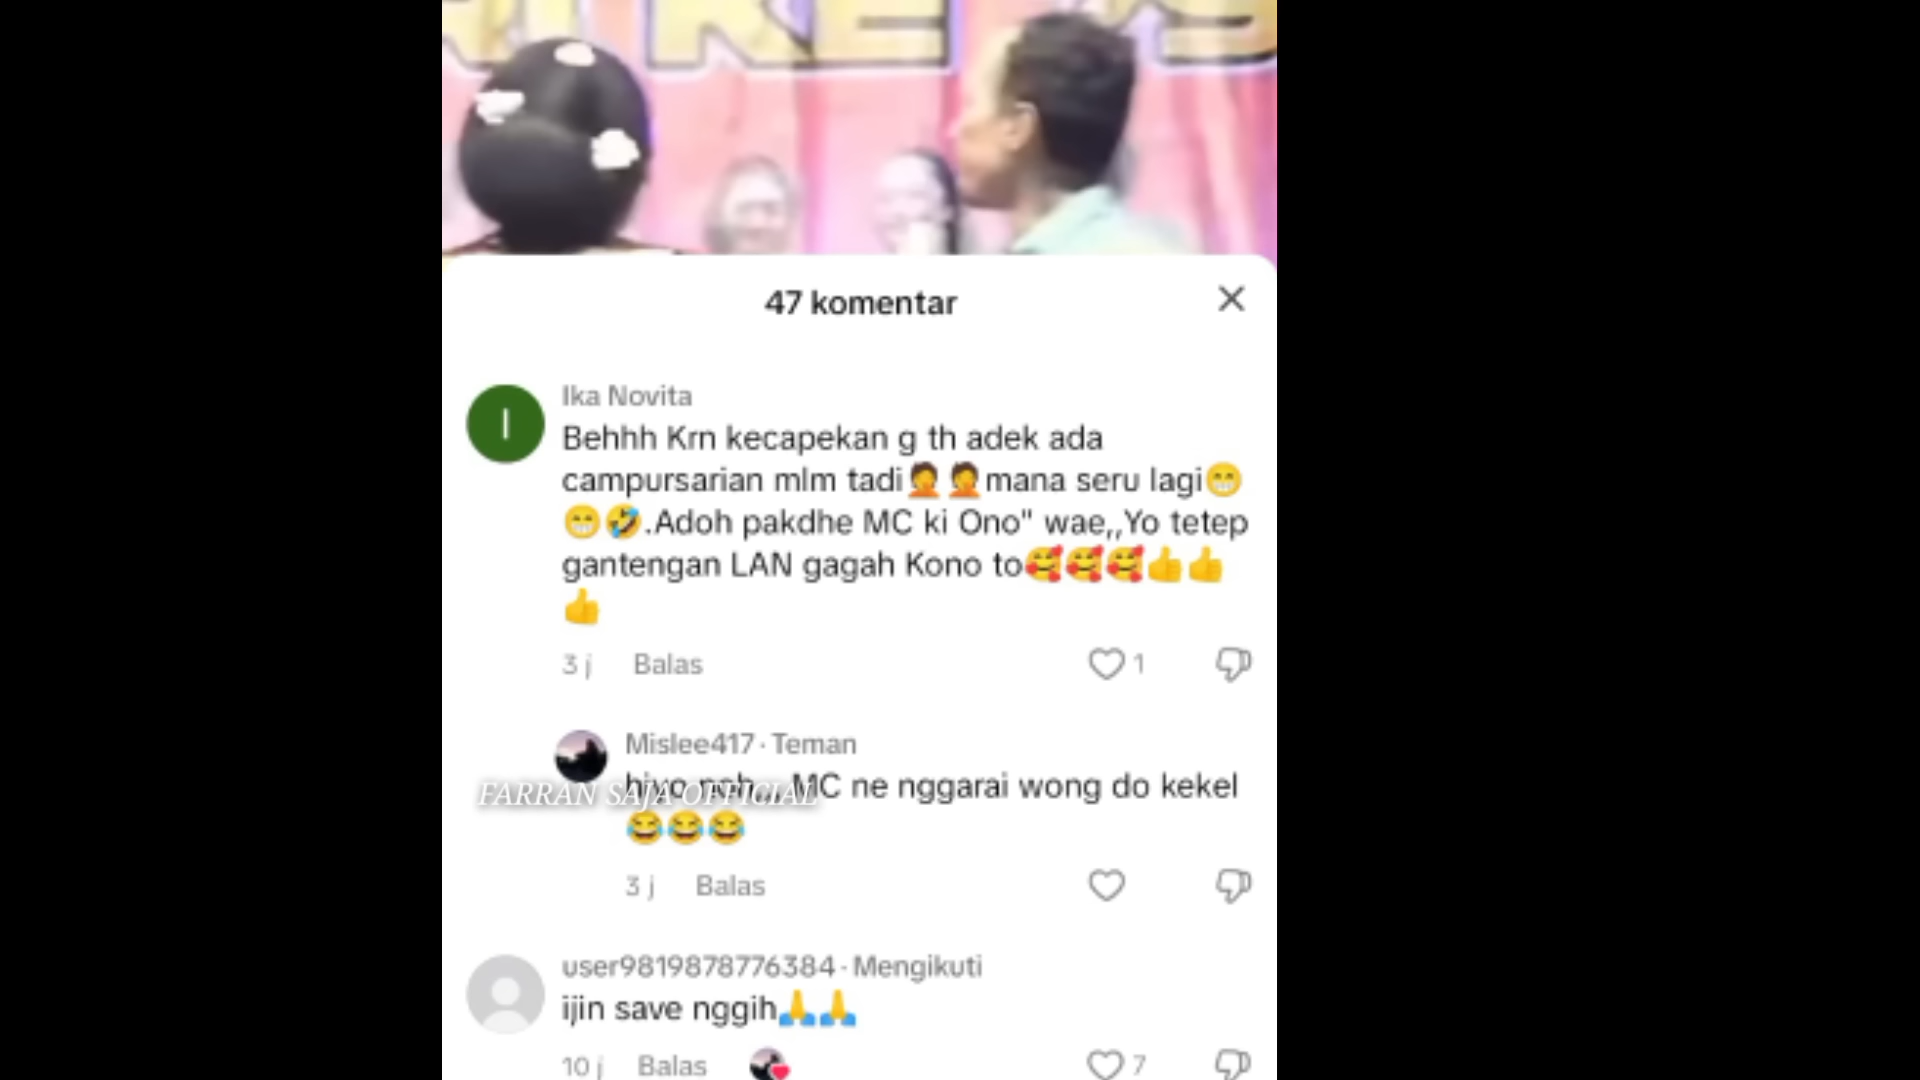 47 komentar
Ika Novita
Behhh Krn kecapekan g th adek ada
campursarian mlm tadi🤦🤦mana seru lagi😁
😁🤣.Adoh pakdhe MC ki Ono" wae,,Yo tetep
gantengan LAN gagah Kono to🥰🥰🥰👍👍
👍
3 j Balas 1
Mislee417 · Teman
MC ne nggarai wong do kekel
FARRAN SAJA OFFICIAL
😂😂😂
3 j Balas
user9819878776384 · Mengikuti
ijin save nggih🙏🙏
10 j Balas 7